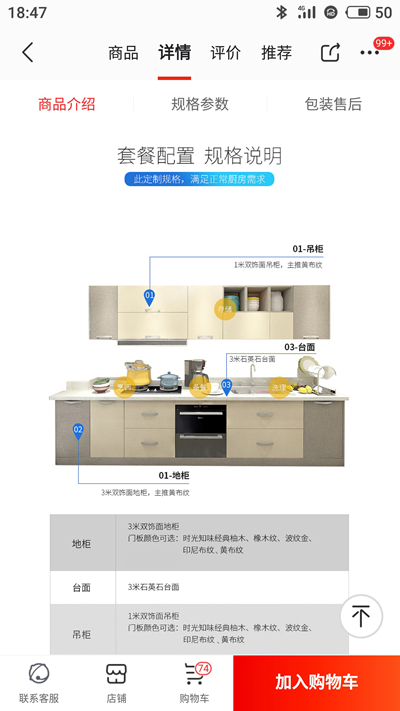 18:47
4G
50
商品
详情
评价
推荐
99+
商品介绍
规格参数
包装售后
套餐配置 规格说明
此定制规格，满足正常厨房需求
01-吊柜
1米双饰面吊柜，主推黄布纹
01
存储
03-台面
3米石英石台面
烹饪
03
洗理
02
01-地柜
3米双饰面地柜，主推黄布纹
地柜
3米双饰面地柜
门板颜色可选：时光知味经典柚木、橡木纹、波纹金、
印尼布纹、黄布纹
台面
3米石英石台面
吊柜
1米双饰面吊柜
门板颜色可选：时光知味经典柚木、橡木纹、波纹金、
印尼布纹、黄布纹
联系客服
店铺
74
购物车
加入购物车